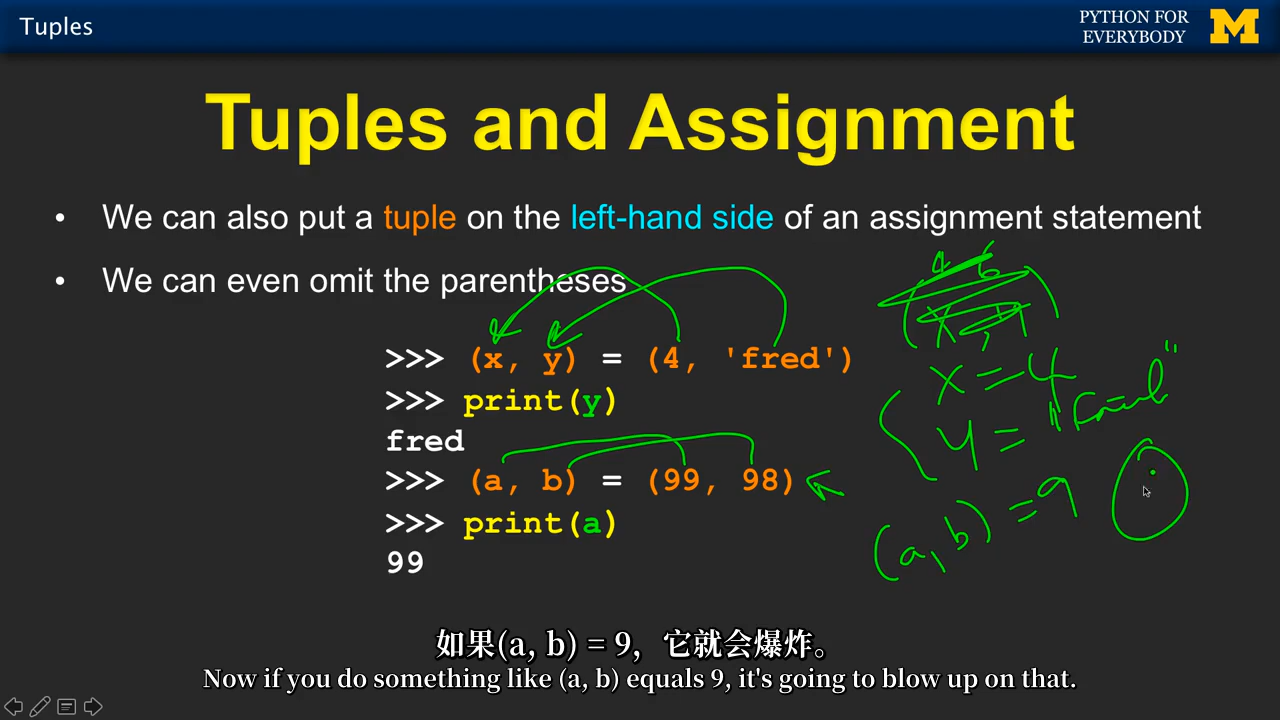 Tuples
PYTHON FOR
EVERYBODY
M
Tuples and Assignment
• We can also put a tuple on the left-hand side of an assignment statement
• We can even omit the parentheses
4 6
(x, y)
>>> (x, y) = (4, 'fred')
x = 4
>>> print(y)
y = "Fred"
fred
>>> (a, b) = (99, 98)
(a, b) = 9
>>> print(a)
99
如果(a, b) = 9，它就会爆炸。
Now if you do something like (a, b) equals 9, it's going to blow up on that.